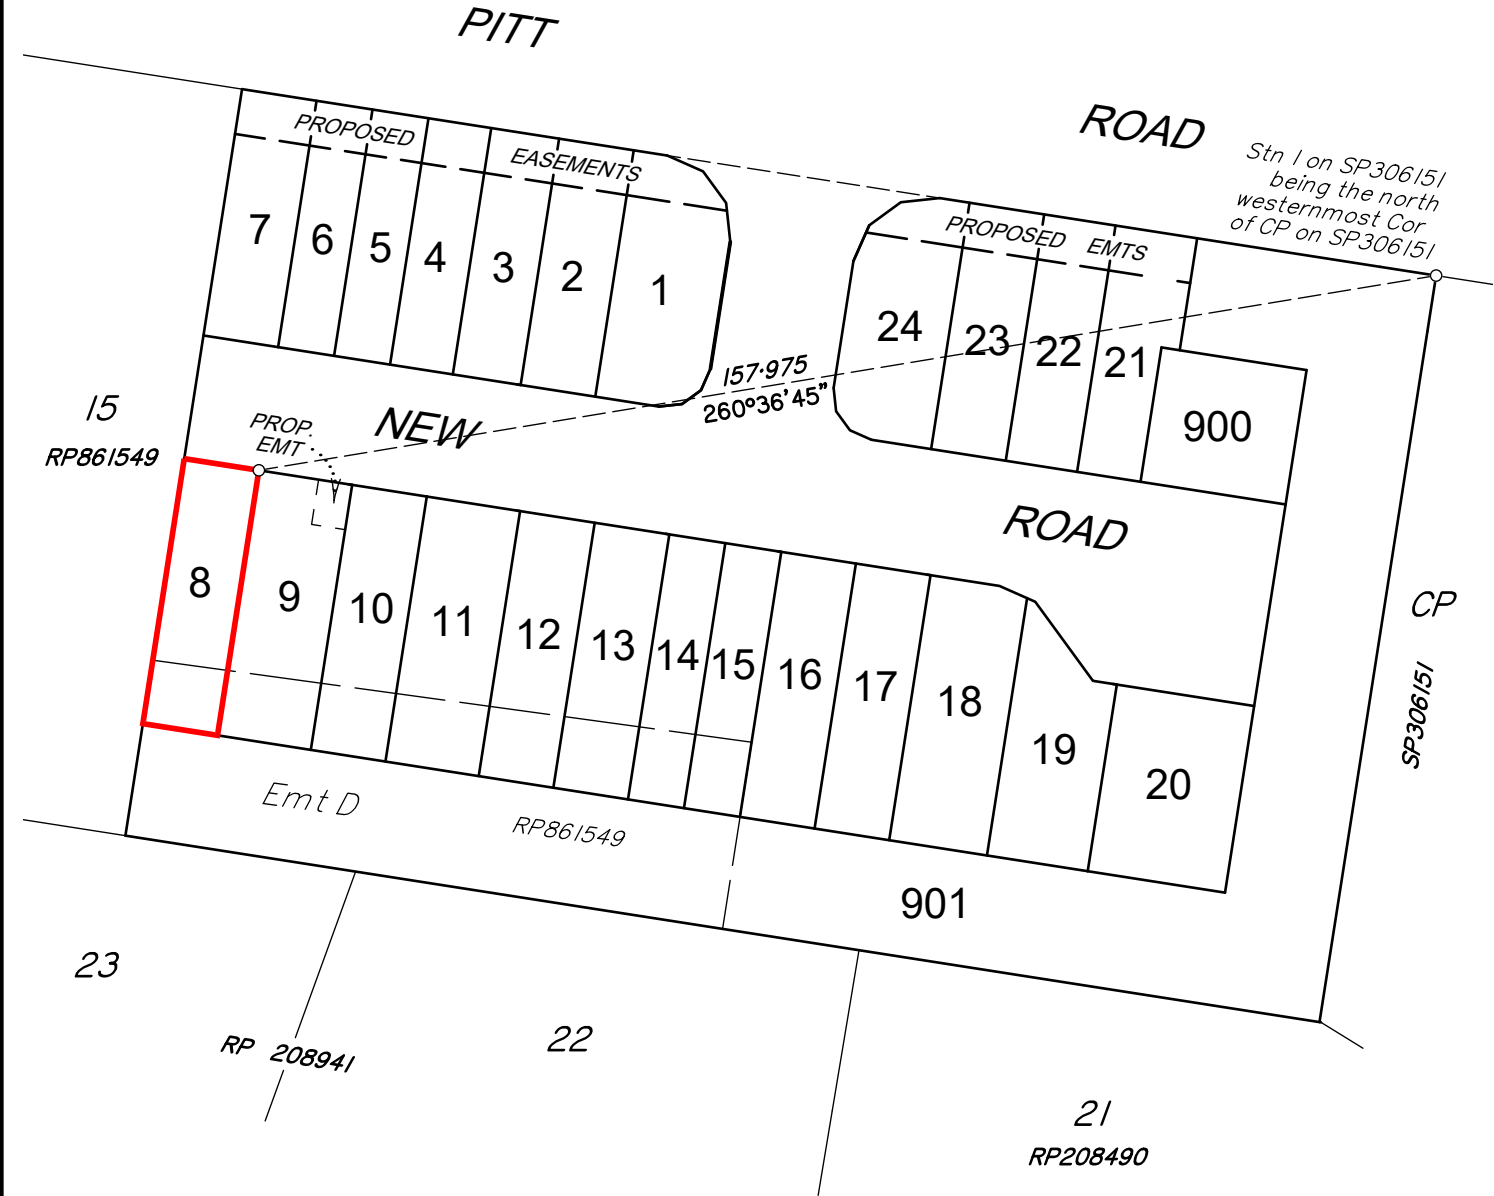 PITT
ROAD
Stn 1 on SP306151
being the north
westernmost Cor
of CP on SP306151
PROPOSED
EASEMENTS
PROPOSED EMTS
7
6
5
4
3
2
1
24
23
22
21
900
157·975
260°36'45"
15
RP861549
PROP.
EMT
NEW
ROAD
8
9
10
11
12
13
14
15
16
17
18
19
20
CP
SP306151
Emt D
RP861549
901
23
RP 208941
22
21
RP208490